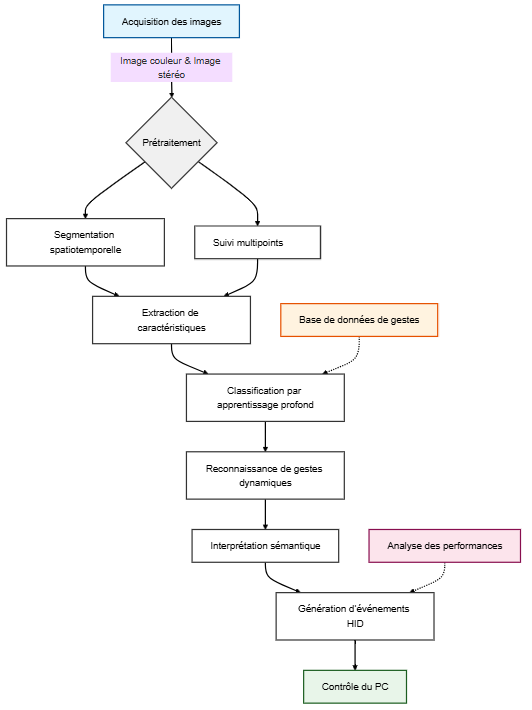 Acquisition des images
Image couleur & Image
stéréo
Prétraitement
Segmentation
spatiotemporelle
Suivi multipoints
Extraction de
caractéristiques
Base de données de gestes
Classification par
apprentissage profond
Reconnaissance de gestes
dynamiques
Interprétation sémantique
Analyse des performances
Génération d'événements
HID
Contrôle du PC